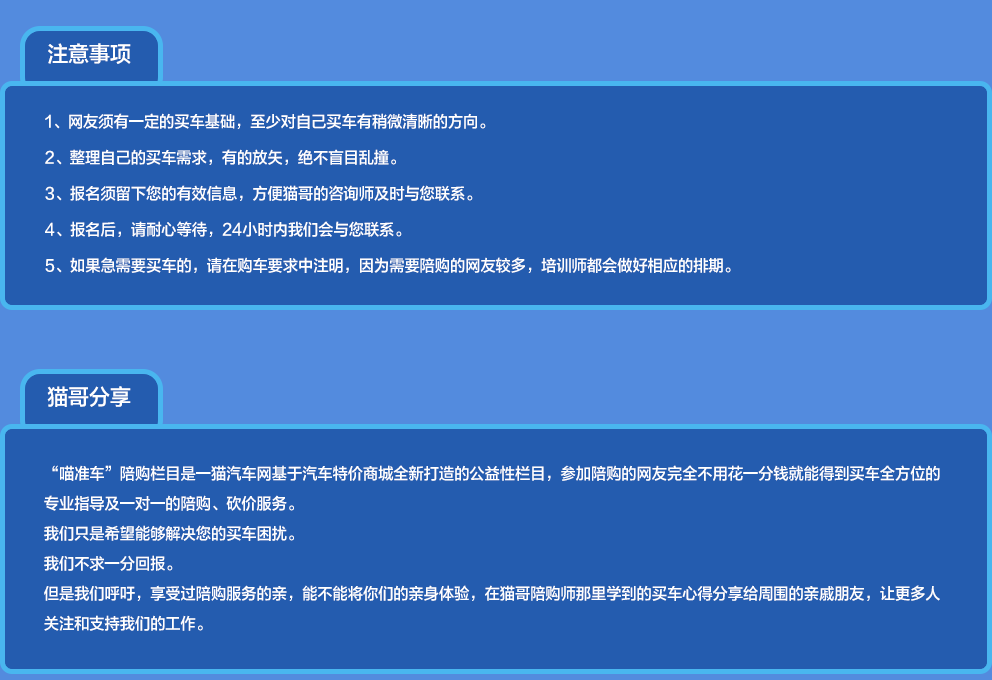 注意事项
1、网友须有一定的买车基础，至少对自己买车有稍微清晰的方向。
2、整理自己的买车需求，有的放矢，绝不盲目乱撞。
3、报名须留下您的有效信息，方便猫哥的咨询师及时与您联系。
4、报名后，请耐心等待，24小时内我们会与您联系。
5、如果急需要买车的，请在购车要求中注明，因为需要陪购的网友较多，培训师都会做好相应的排期。
猫哥分享
“瞄准车”陪购栏目是一猫汽车网基于汽车特价商城全新打造的公益性栏目，参加陪购的网友完全不用花一分钱就能得到买车全方位的
专业指导及一对一的陪购、砍价服务。
我们只是希望能够解决您的买车困扰。
我们不求一分回报。
但是我们呼吁，享受过陪购服务的亲，能不能将你们的亲身体验，在猫哥陪购师那里学到的买车心得分享给周围的亲戚朋友，让更多人
关注和支持我们的工作。